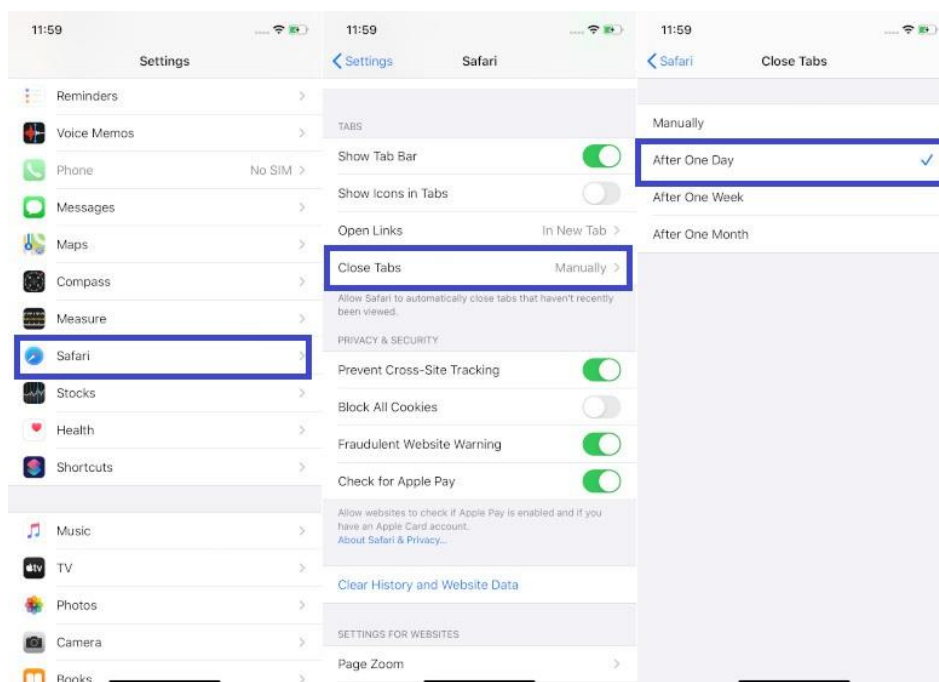 11:59
Settings
Reminders
Voice Memos
Phone No SIM
Messages
Maps
Compass
Measure
Safari
Stocks
Health
Shortcuts
Music
tv TV
Photos
Camera
Books
11:59
Settings Safari
TABS
Show Tab Bar
Show Icons in Tabs
Open Links In New Tab
Close Tabs Manually
Allow Safari to automatically close tabs that haven't recently
been viewed.
PRIVACY & SECURITY
Prevent Cross-Site Tracking
Block All Cookies
Fraudulent Website Warning
Check for Apple Pay
Allow websites to check if Apple Pay is enabled and if you
have an Apple Card account.
About Safari & Privacy...
Clear History and Website Data
SETTINGS FOR WEBSITES
Page Zoom
11:59
Safari Close Tabs
Manually
After One Day
After One Week
After One Month